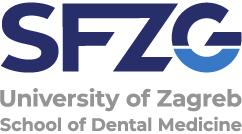 SFZG
University of Zagreb
School of Dental Medicine